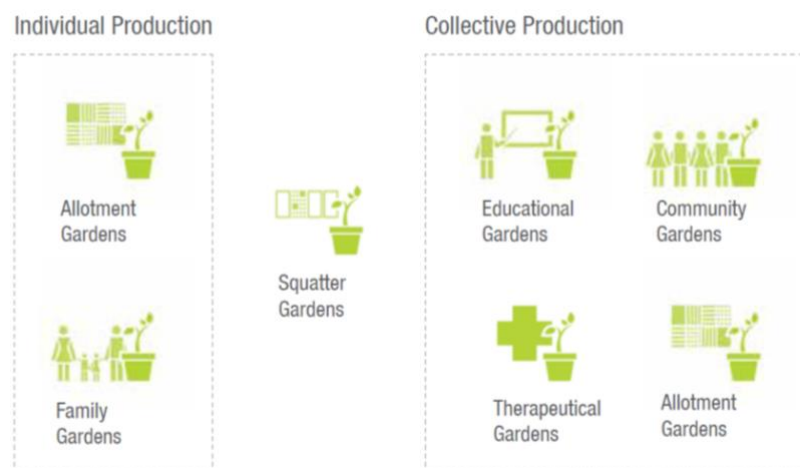 Individual Production
Allotment
Gardens
Family
Gardens
Squatter
Gardens
Collective Production
Educational
Gardens
Community
Gardens
Therapeutical
Gardens
Allotment
Gardens